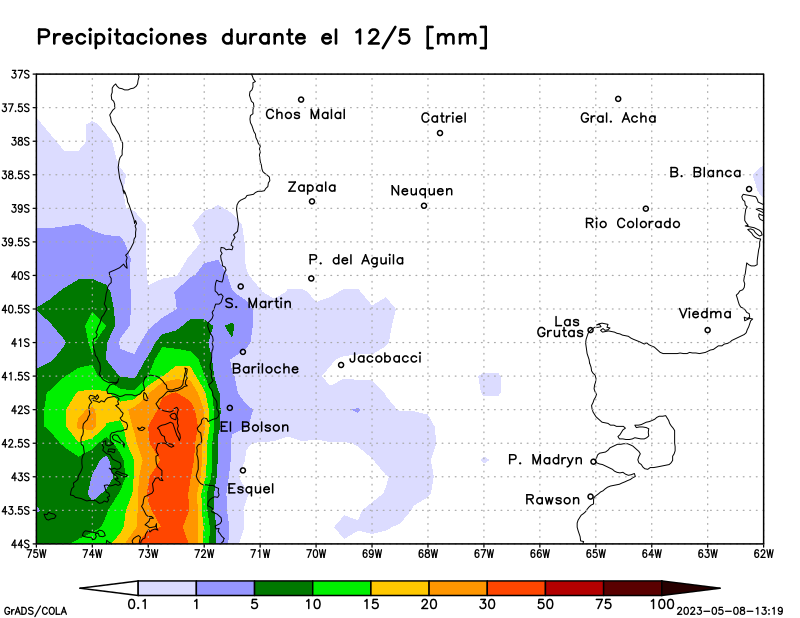 Precipitaciones durante el 12/5 [mm]
37S
37.5S
38S
38.5S
39S
39.5S
40S
40.5S
41S
41.5S
42S
42.5S
43S
43.5S
44S
Chos Malal
Catriel
Gral. Acha
B. Blanca
Zapala
Neuquen
Rio Colorado
P. del Aguila
S. Martin
Las
Grutas
Viedma
Bariloche
Jacobacci
El Bolson
P. Madryn
Esquel
Rawson
75W 74W 73W 72W 71W 70W 69W 68W 67W 66W 65W 64W 63W 62W
0.1 1 5 10 15 20 30 50 75 100
GrADS/COLA
2023-05-08-13:19